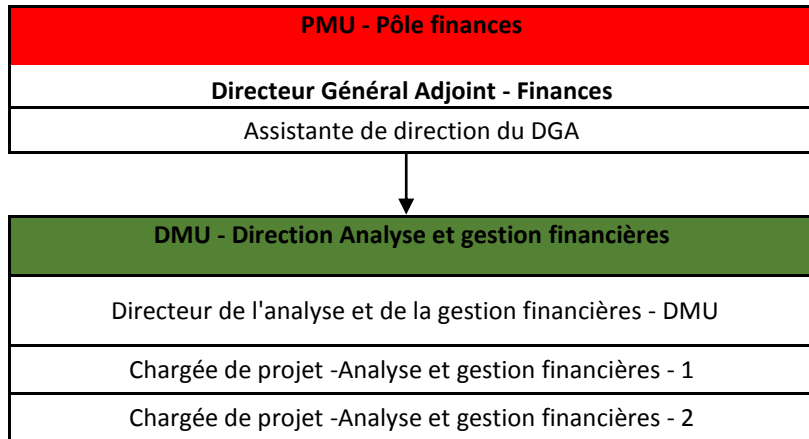 PMU - Pôle finances
Directeur Général Adjoint - Finances
Assistante de direction du DGA
DMU - Direction Analyse et gestion financières
Directeur de l'analyse et de la gestion financières - DMU
Chargée de projet -Analyse et gestion financières - 1
Chargée de projet -Analyse et gestion financières - 2